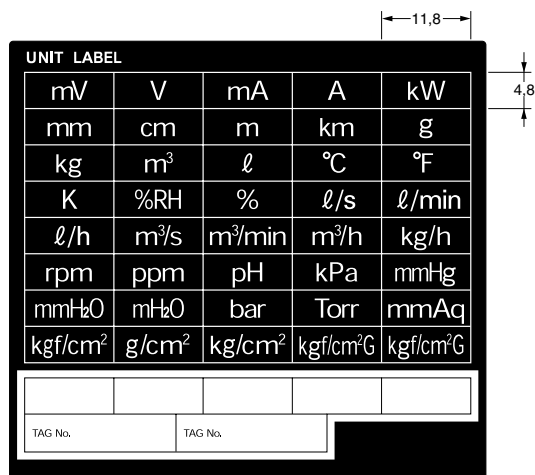 11,8
UNIT LABEL
4,8
mV V mA A kW
mm cm m km g
kg m³ ℓ °C °F
K %RH % ℓ/s ℓ/min
ℓ/h m³/s m³/min m³/h kg/h
rpm ppm pH kPa mmHg
mmH₂O mH₂O bar Torr mmAq
kgf/cm² g/cm² kg/cm² kgf/cm²G kgf/cm²G
TAG No. TAG No.